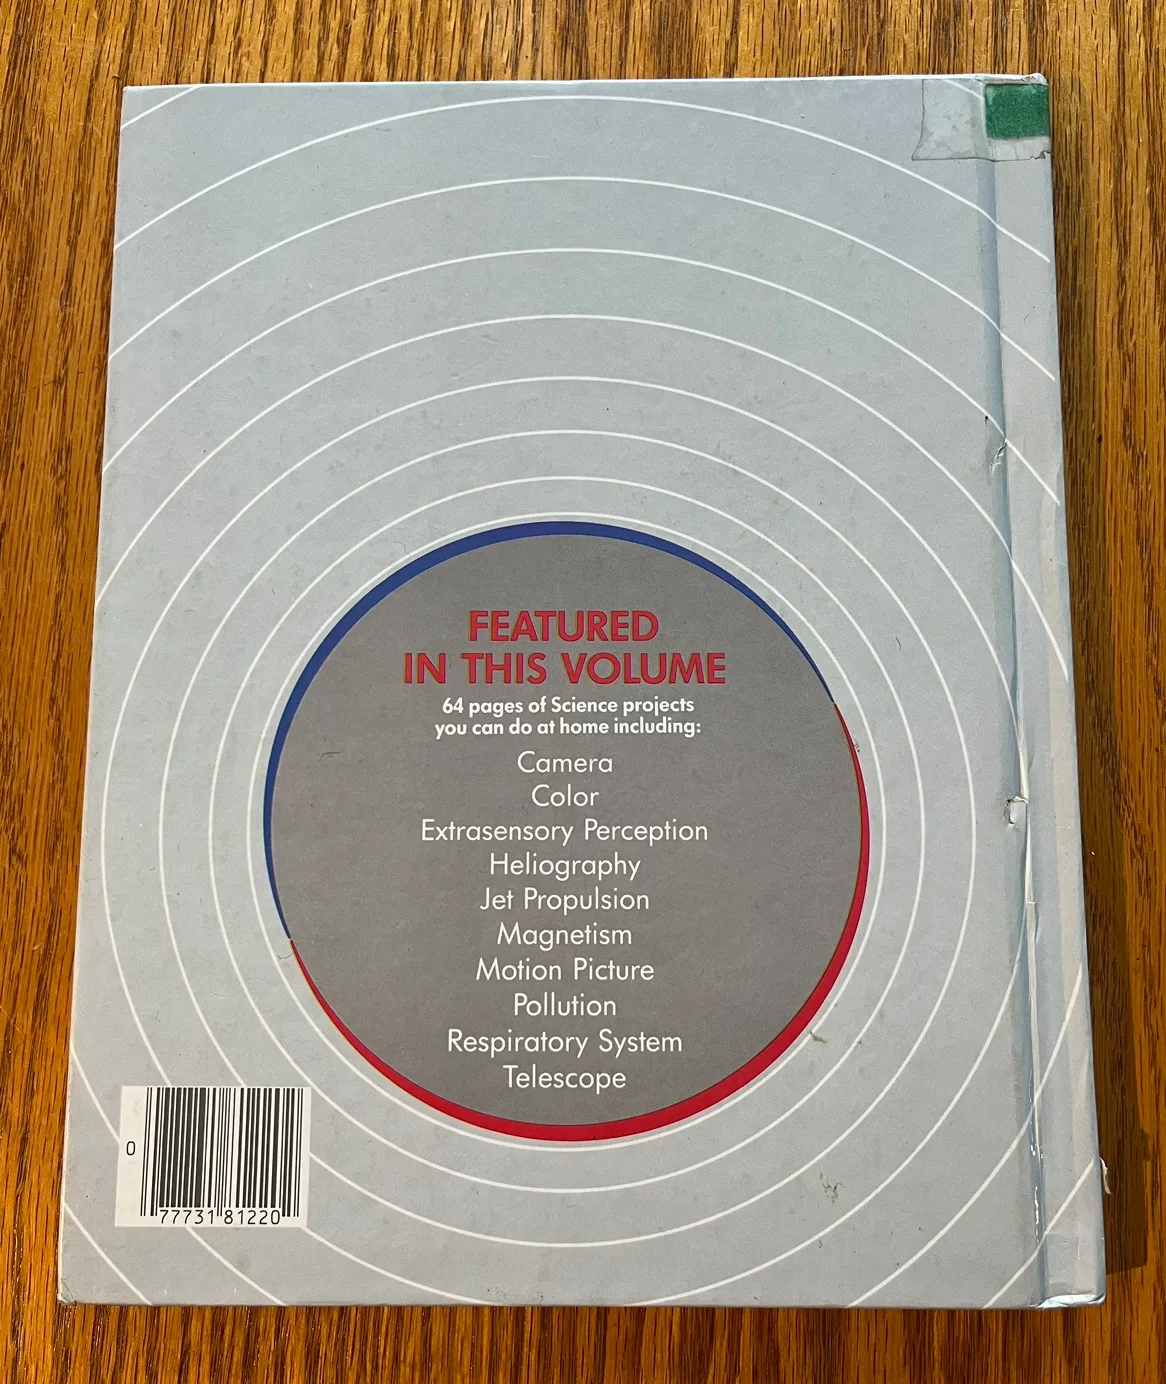 FEATURED
IN THIS VOLUME
64 pages of Science projects
you can do at home including:
Camera
Color
Extrasensory Perception
Heliography
Jet Propulsion
Magnetism
Motion Picture
Pollution
Respiratory System
Telescope
0 77731 81220